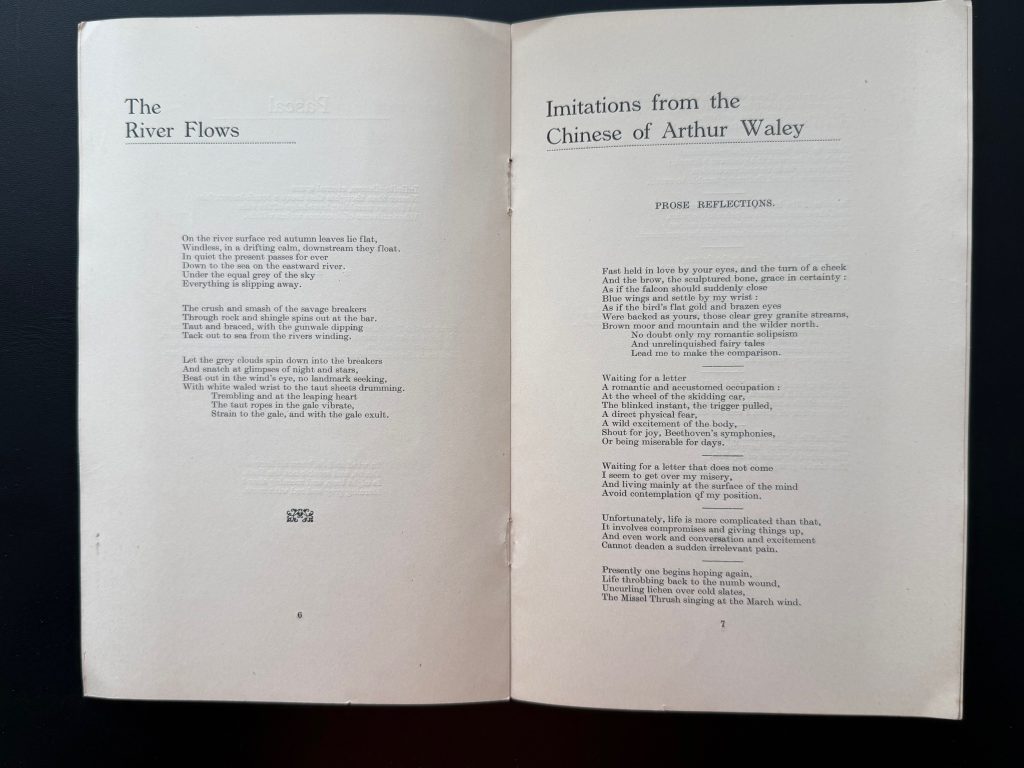 The
River Flows
On the river surface red autumn leaves lie flat,
Windless, in a drifting calm, downstream they float.
In quiet the present passes for ever
Down to the sea on the eastward river.
Under the equal grey of the sky
Everything is slipping away.
The crush and smash of the savage breakers
Through rock and shingle spins out at the bar.
Taut and braced, with the gunwale dipping
Tack out to sea from the rivers winding.
Let the grey clouds spin down into the breakers
And snatch at glimpses of night and stars,
Beat out in the wind's eye, no landmark seeking,
With white waled wrist to the taut sheets drumming.
Trembling and at the leaping heart
The taut ropes in the gale vibrate,
Strain to the gale, and with the gale exult.
6
Imitations from the
Chinese of Arthur Waley
PROSE REFLECTIONS.
Fast held in love by your eyes, and the turn of a cheek
And the brow, the sculptured bone, grace in certainty :
As if the falcon should suddenly close
Blue wings and settle by my wrist :
As if the bird's flat gold and brazen eyes
Were backed as yours, those clear grey granite streams,
Brown moor and mountain and the wilder north.
No doubt only my romantic solipsism
And unrelinquished fairy tales
Lead me to make the comparison.
Waiting for a letter
A romantic and accustomed occupation :
At the wheel of the skidding car,
The blinked instant, the trigger pulled,
A direct physical fear,
A wild excitement of the body,
Shout for joy, Beethoven's symphonies,
Or being miserable for days.
Waiting for a letter that does not come
I seem to get over my misery,
And living mainly at the surface of the mind
Avoid contemplation of my position.
Unfortunately, life is more complicated than that,
It involves compromises and giving things up,
And even work and conversation and excitement
Cannot deaden a sudden irrelevant pain.
Presently one begins hoping again,
Life throbbing back to the numb wound,
Uncurling lichen over cold slates,
The Missel Thrush singing at the March wind.
7